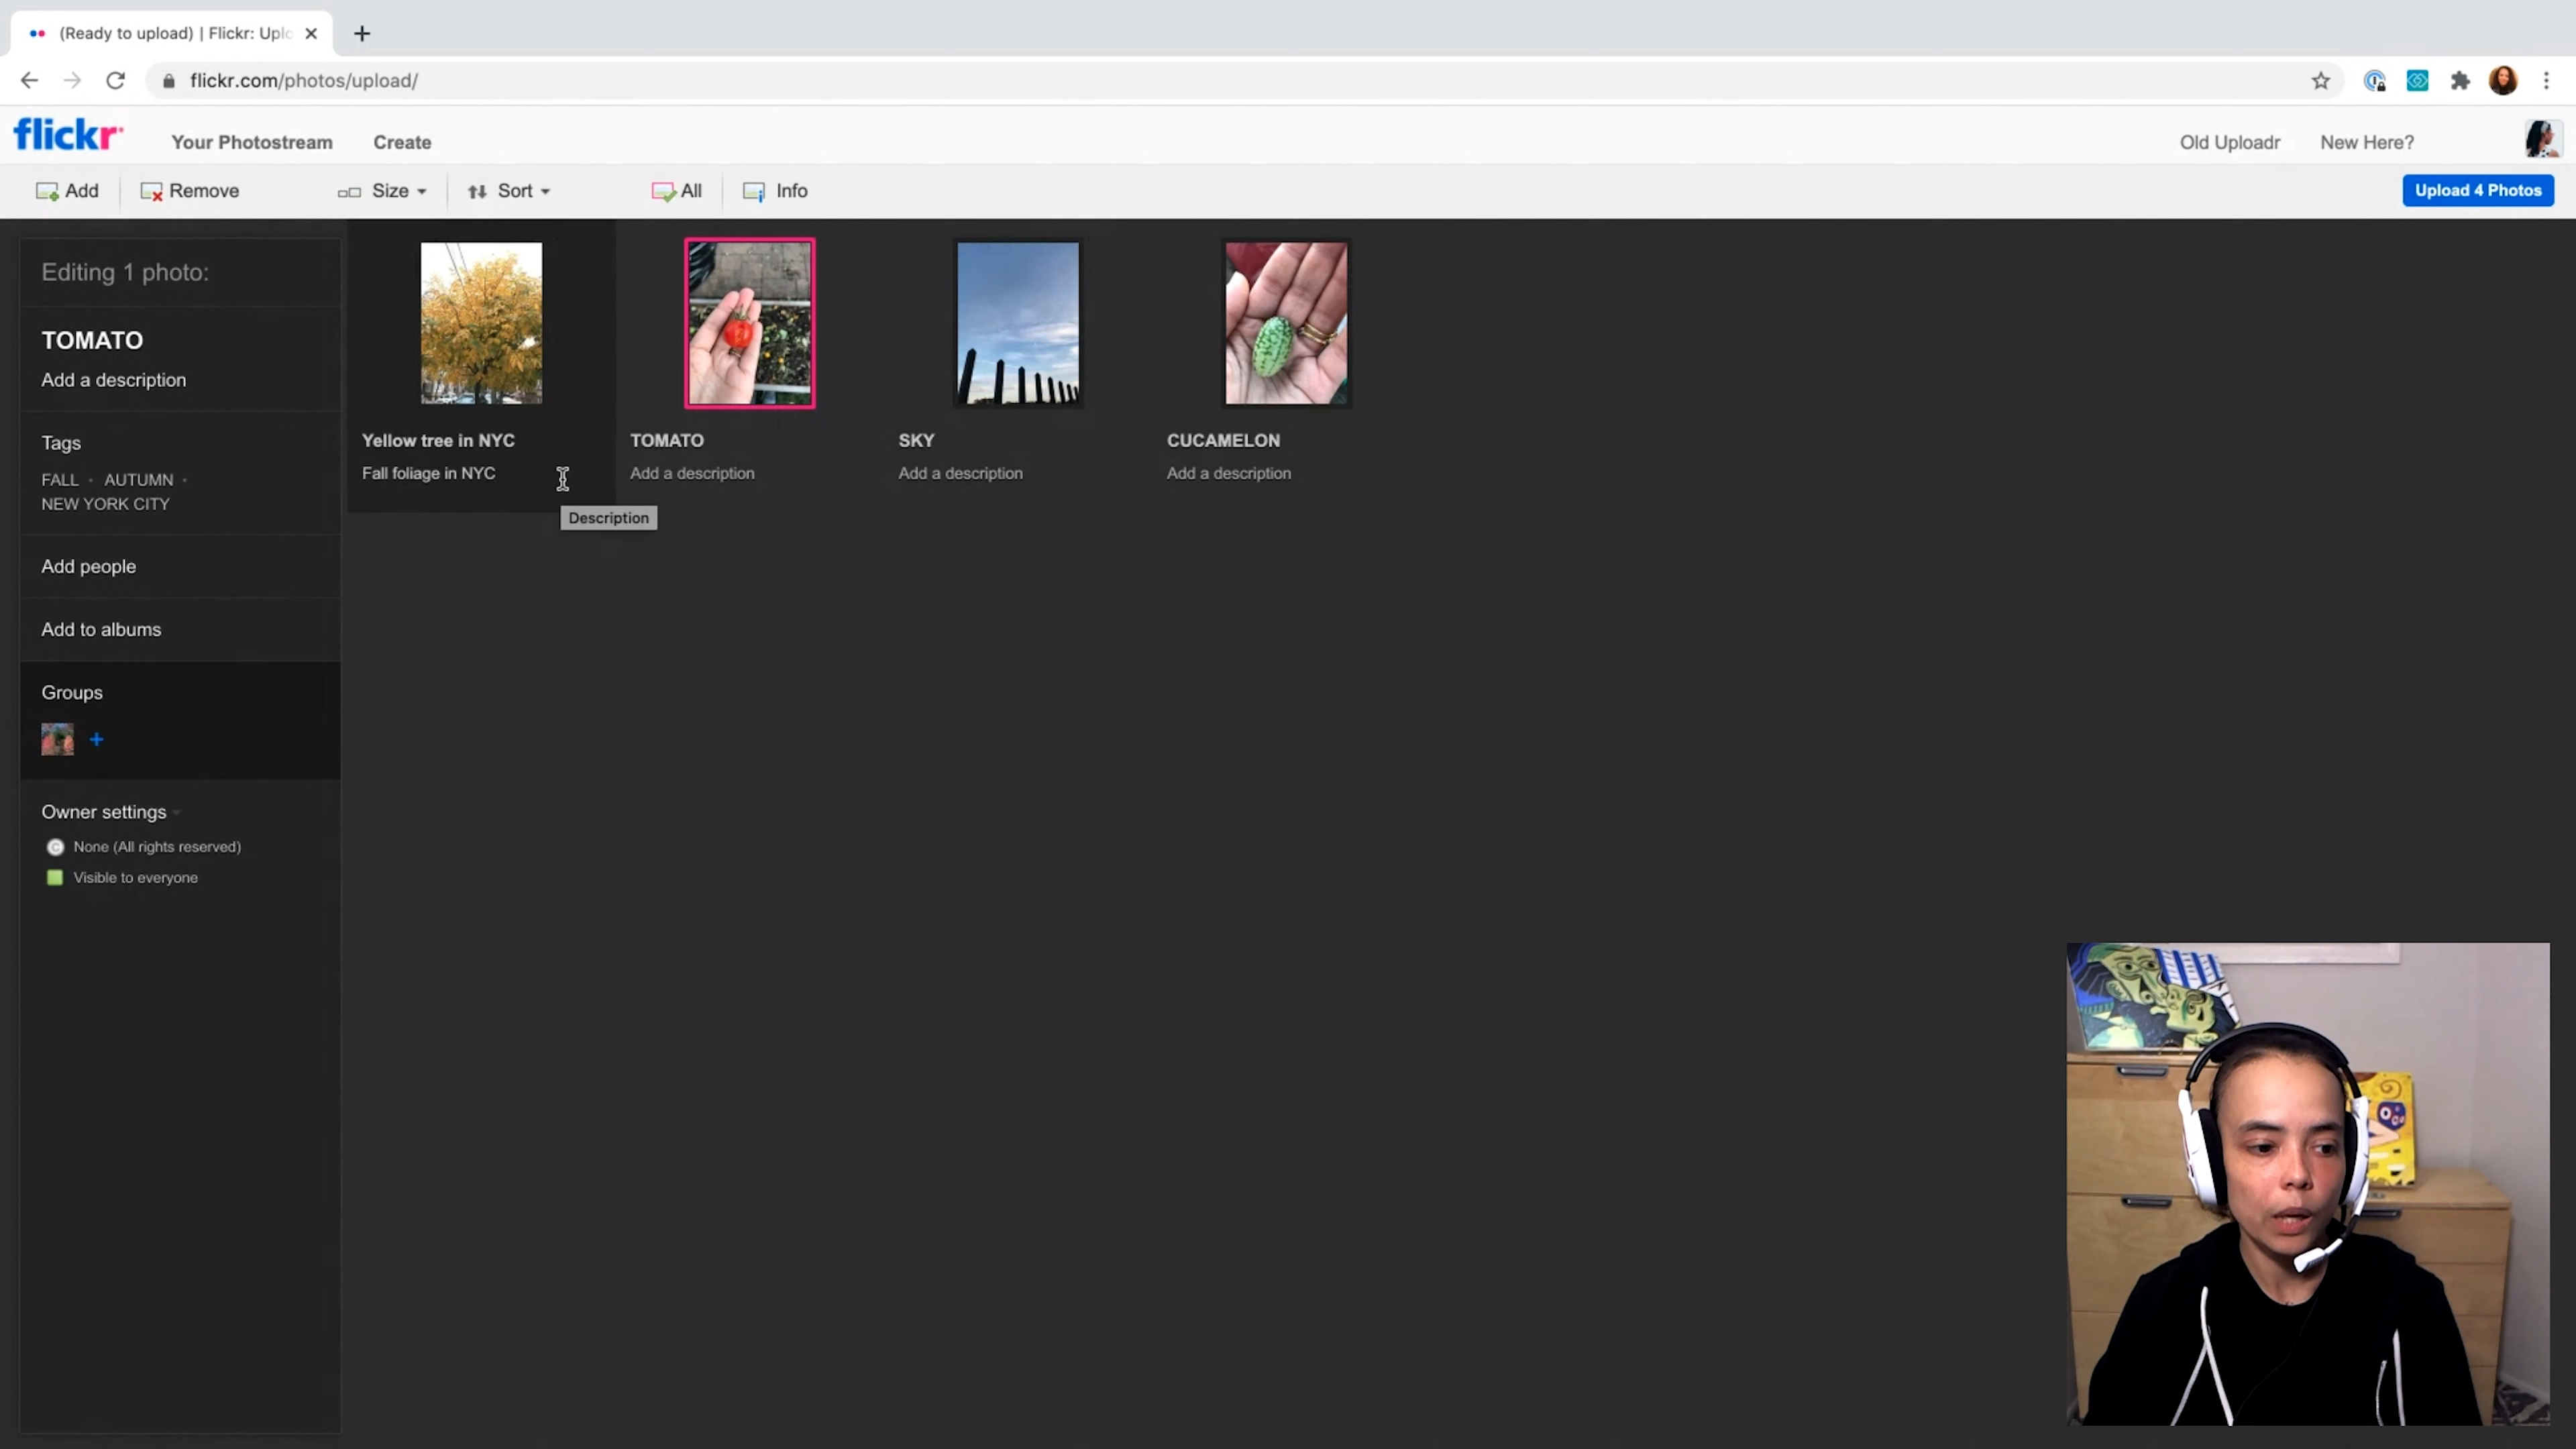 (Ready to upload) | Flickr: Uplo
flickr.com/photos/upload/
flickr Your Photostream Create Old Uploadr New Here?
Add Remove Size Sort All Info Upload 4 Photos
Editing 1 photo:
TOMATO
Add a description
Tags
FALL · AUTUMN ·
NEW YORK CITY
Add people
Add to albums
Groups
+
Owner settings
None (All rights reserved)
Visible to everyone
Yellow tree in NYC
Fall foliage in NYC
Description
TOMATO
Add a description
SKY
Add a description
CUCAMELON
Add a description